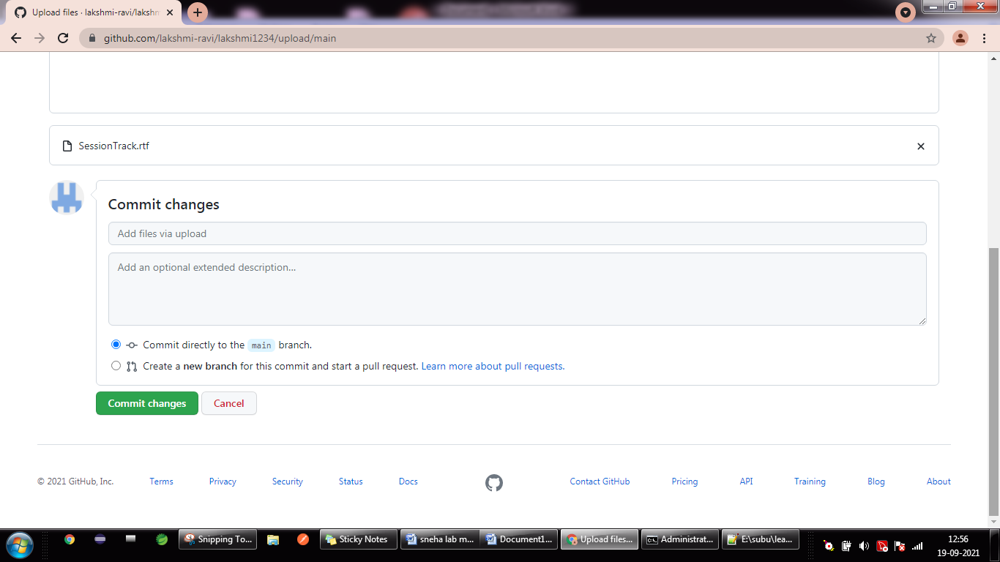 Upload files · lakshmi-ravi/lakshm
github.com/lakshmi-ravi/lakshmi1234/upload/main
SessionTrack.rtf
Commit changes
Add files via upload
Add an optional extended description...
Commit directly to the main branch.
Create a new branch for this commit and start a pull request. Learn more about pull requests.
Commit changes Cancel
© 2021 GitHub, Inc. Terms Privacy Security Status Docs Contact GitHub Pricing API Training Blog About
Snipping To... Sticky Notes sneha lab m... Document1... Upload files... Administrat... E:\subu\lea... 12:56
19-09-2021